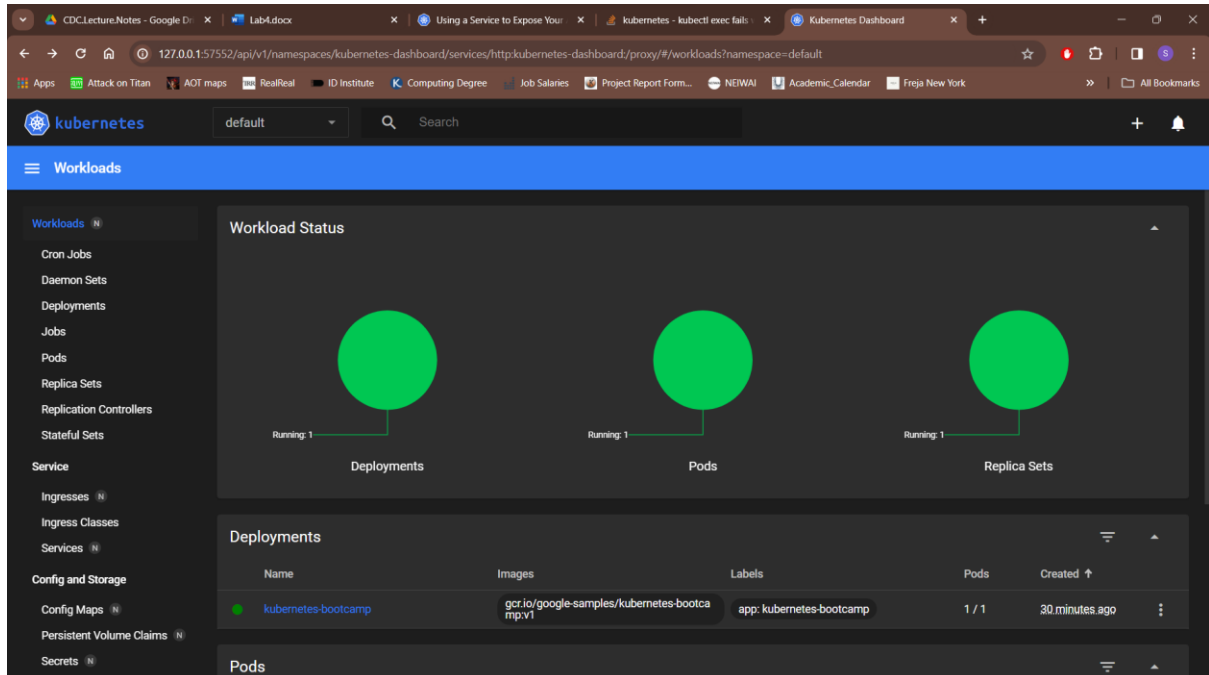 CDC.Lecture.Notes - Google Dri
Lab4.docx
Using a Service to Expose Your
kubernetes - kubectl exec fails
Kubernetes Dashboard
127.0.0.1:57552/api/v1/namespaces/kubernetes-dashboard/services/http:kubernetes-dashboard:/proxy/#/workloads?namespace=default
S
Apps
Attack on Titan
AOT maps
TRR
RealReal
ID Institute
K
Computing Degree
Job Salaries
Project Report Form...
NEIWAI
Academic_Calendar
Freja New York
»
All Bookmarks
kubernetes
default
Search
Workloads
Workloads N
Cron Jobs
Daemon Sets
Deployments
Jobs
Pods
Replica Sets
Replication Controllers
Stateful Sets
Service
Ingresses N
Ingress Classes
Services N
Config and Storage
Config Maps N
Persistent Volume Claims N
Secrets N
Workload Status
Running: 1
Running: 1
Running: 1
Deployments
Pods
Replica Sets
Deployments
Name Images Labels Pods Created ↑
kubernetes-bootcamp gcr.io/google-samples/kubernetes-bootca app: kubernetes-bootcamp 1 / 1 30 minutes ago
mp:v1
Pods